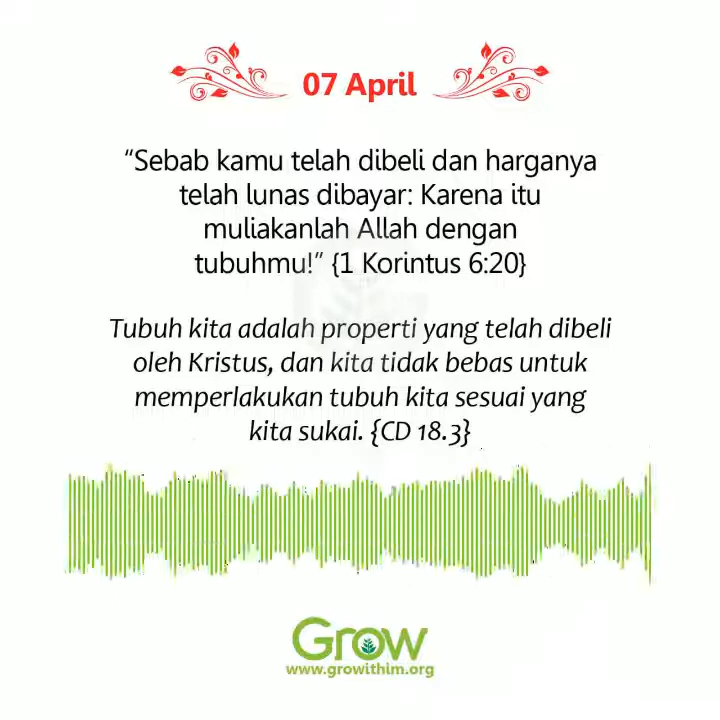 07 April
“Sebab kamu telah dibeli dan harganya
telah lunas dibayar: Karena itu
muliakanlah Allah dengan
tubuhmu!” {1 Korintus 6:20}
Tubuh kita adalah properti yang telah dibeli
oleh Kristus, dan kita tidak bebas untuk
memperlakukan tubuh kita sesuai yang
kita sukai. {CD 18.3}
Grow
www.growithim.org